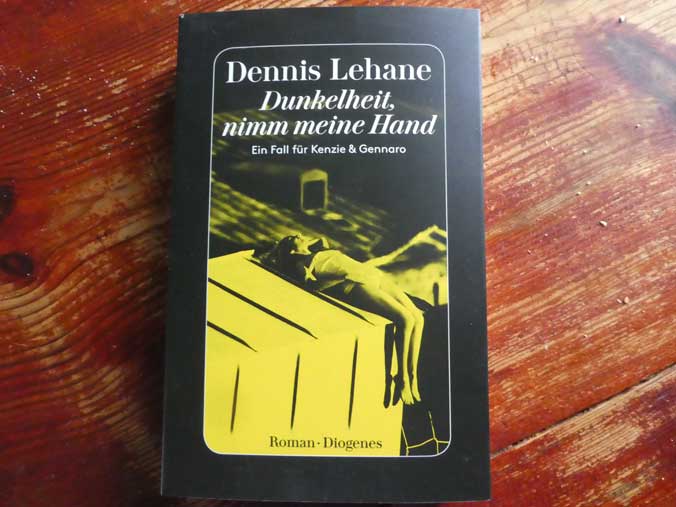 Dennis Lehane
Dunkelheit,
nimm meine Hand
Ein Fall für Kenzie & Gennaro
Roman · Diogenes